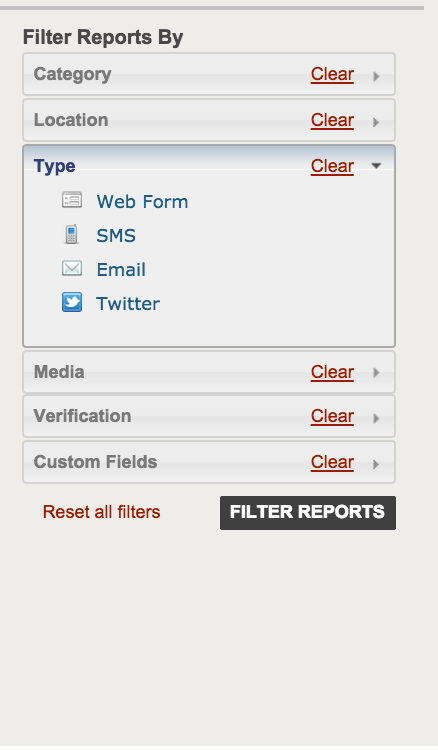 Filter Reports By
Category Clear
Location Clear
Type Clear
Web Form
SMS
Email
Twitter
Media Clear
Verification Clear
Custom Fields Clear
Reset all filters FILTER REPORTS